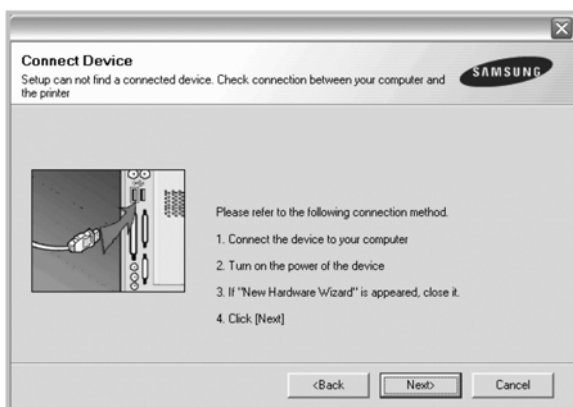 Connect Device
Setup can not find a connected device. Check connection between your computer and
the printer
SAMSUNG
Please refer to the following connection method.
1. Connect the device to your computer
2. Turn on the power of the device
3. If "New Hardware Wizard" is appeared, close it.
4. Click [Next]
<Back
Next>
Cancel